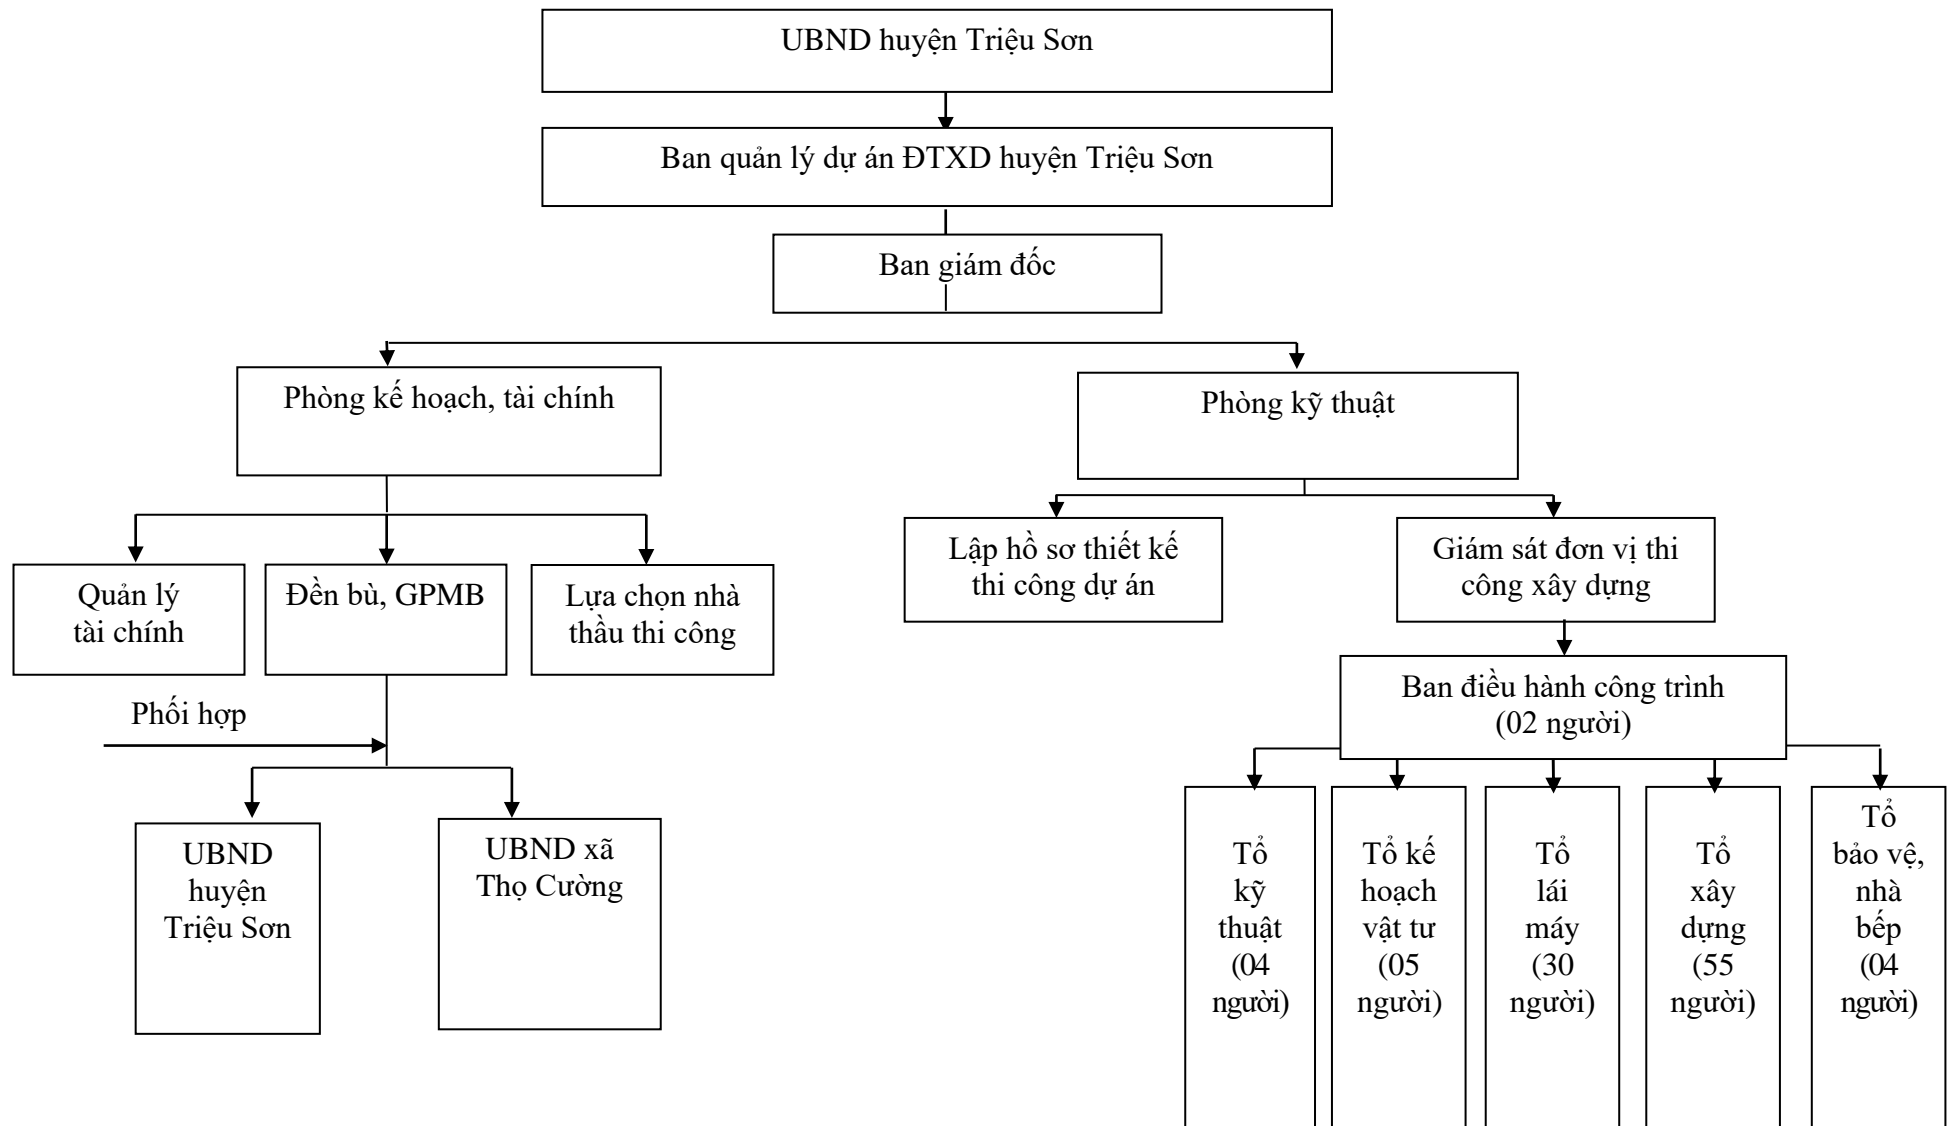 UBND huyện Triệu Sơn
Ban quản lý dự án ĐTXD huyện Triệu Sơn
Ban giám đốc
Phòng kế hoạch, tài chính
Phòng kỹ thuật
Quản lý
tài chính
Đền bù, GPMB
Lựa chọn nhà
thầu thi công
Lập hồ sơ thiết kế
thi công dự án
Giám sát đơn vị thi
công xây dựng
Phối hợp
Ban điều hành công trình
(02 người)
UBND
huyện
Triệu Sơn
UBND xã
Thọ Cường
Tổ
kỹ
thuật
(04
người)
Tổ kế
hoạch
vật tư
(05
người)
Tổ
lái
máy
(30
người)
Tổ
xây
dựng
(55
người)
Tổ
bảo vệ,
nhà
bếp
(04
người)